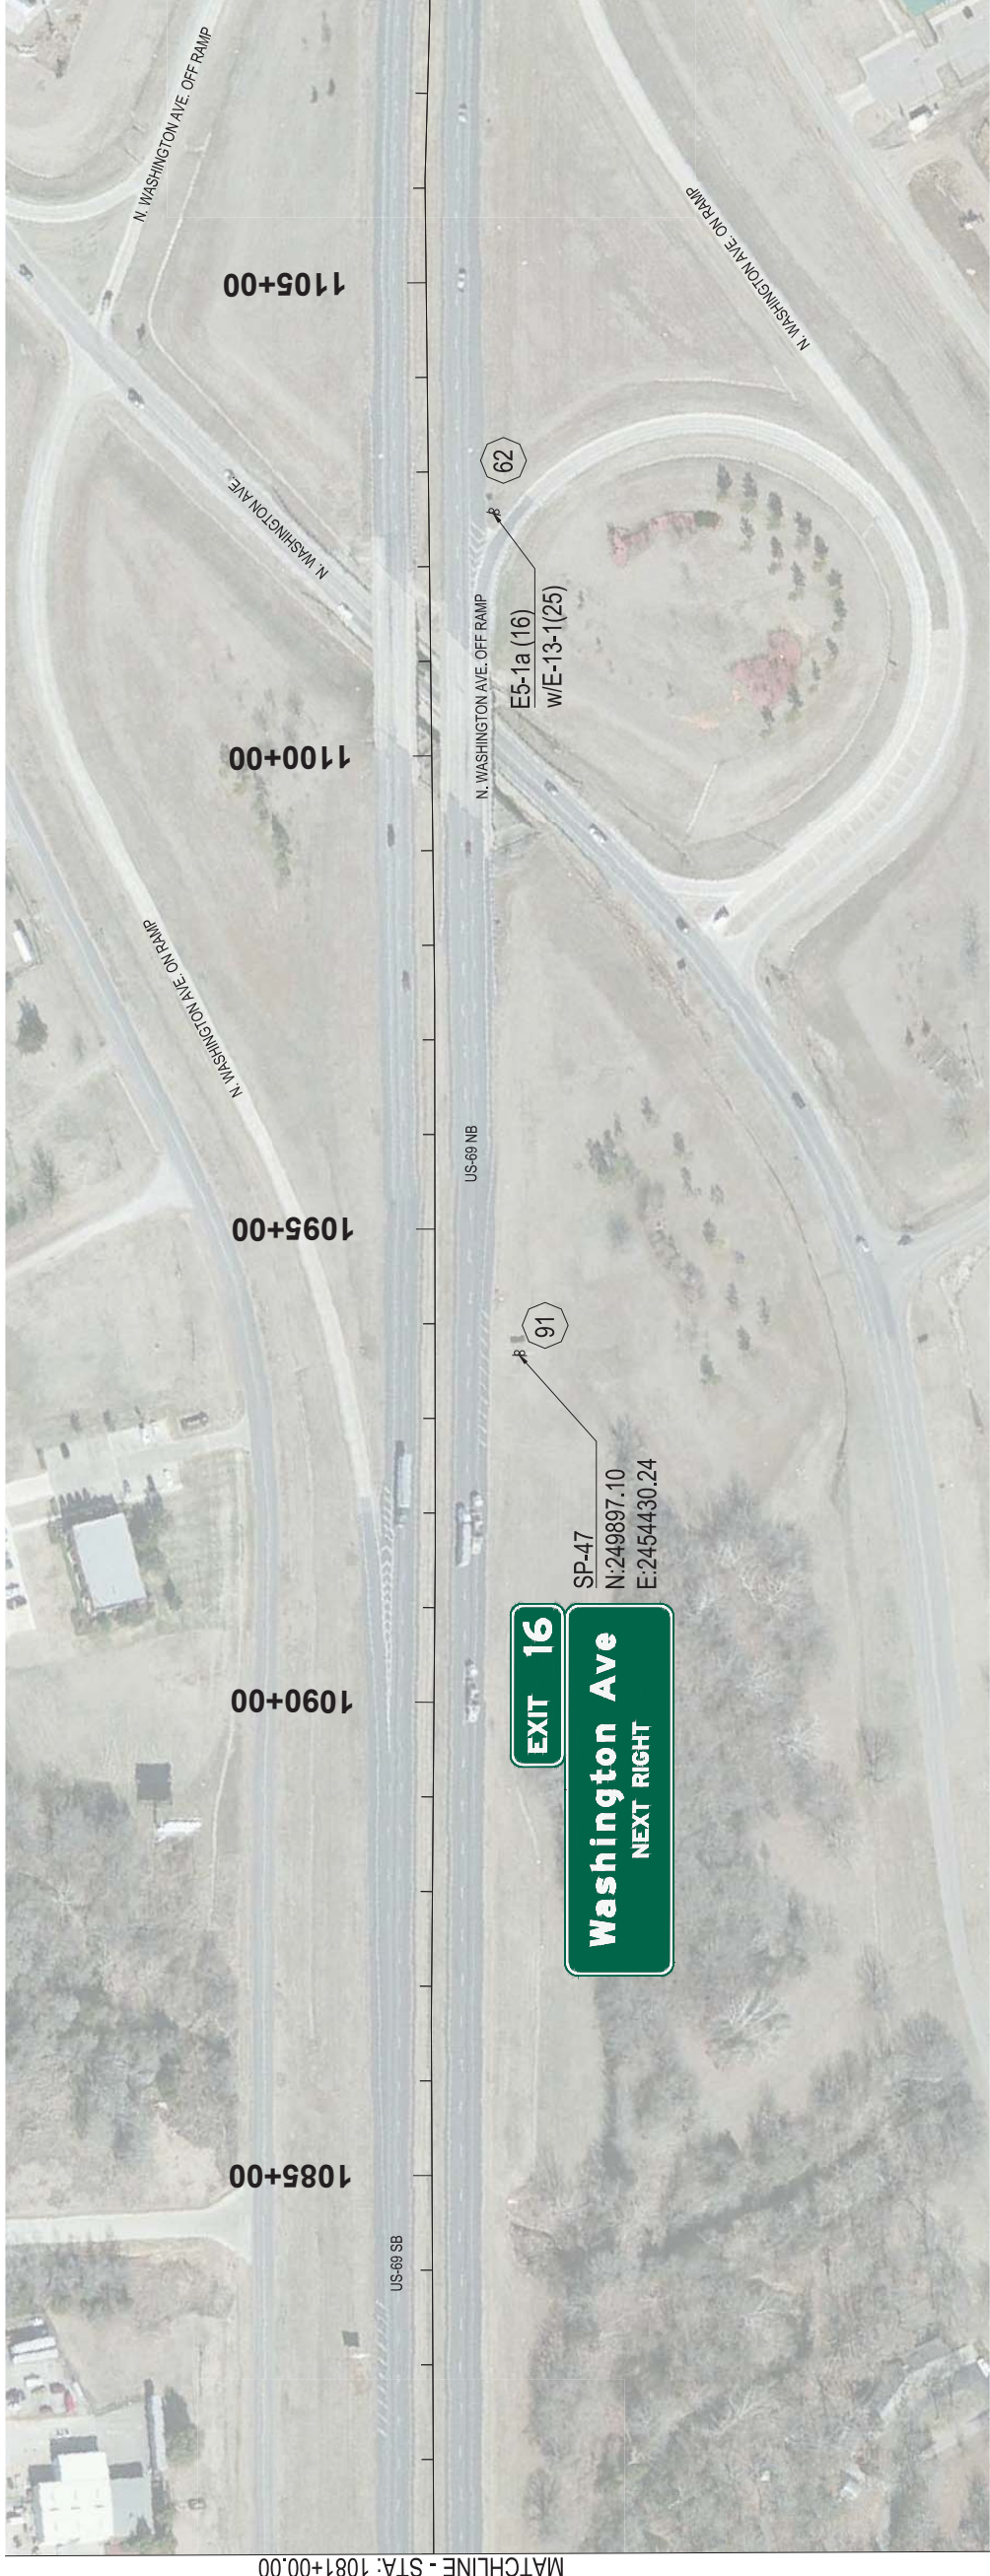 N. WASHINGTON AVE. OFF RAMP
N. WASHINGTON AVE. ON RAMP
1105+00
62
N. WASHINGTON AVE.
E5-1a (16)
w/E-13-1(25)
N. WASHINGTON AVE. OFF RAMP
1100+00
N. WASHINGTON AVE. ON RAMP
US-69 NB
1095+00
91
SP-47
N:249897.10
E:2454430.24
EXIT 16
Washington Ave
NEXT RIGHT
1090+00
1085+00
US-69 SB
MATCHLINE - STA: 1081+00.00